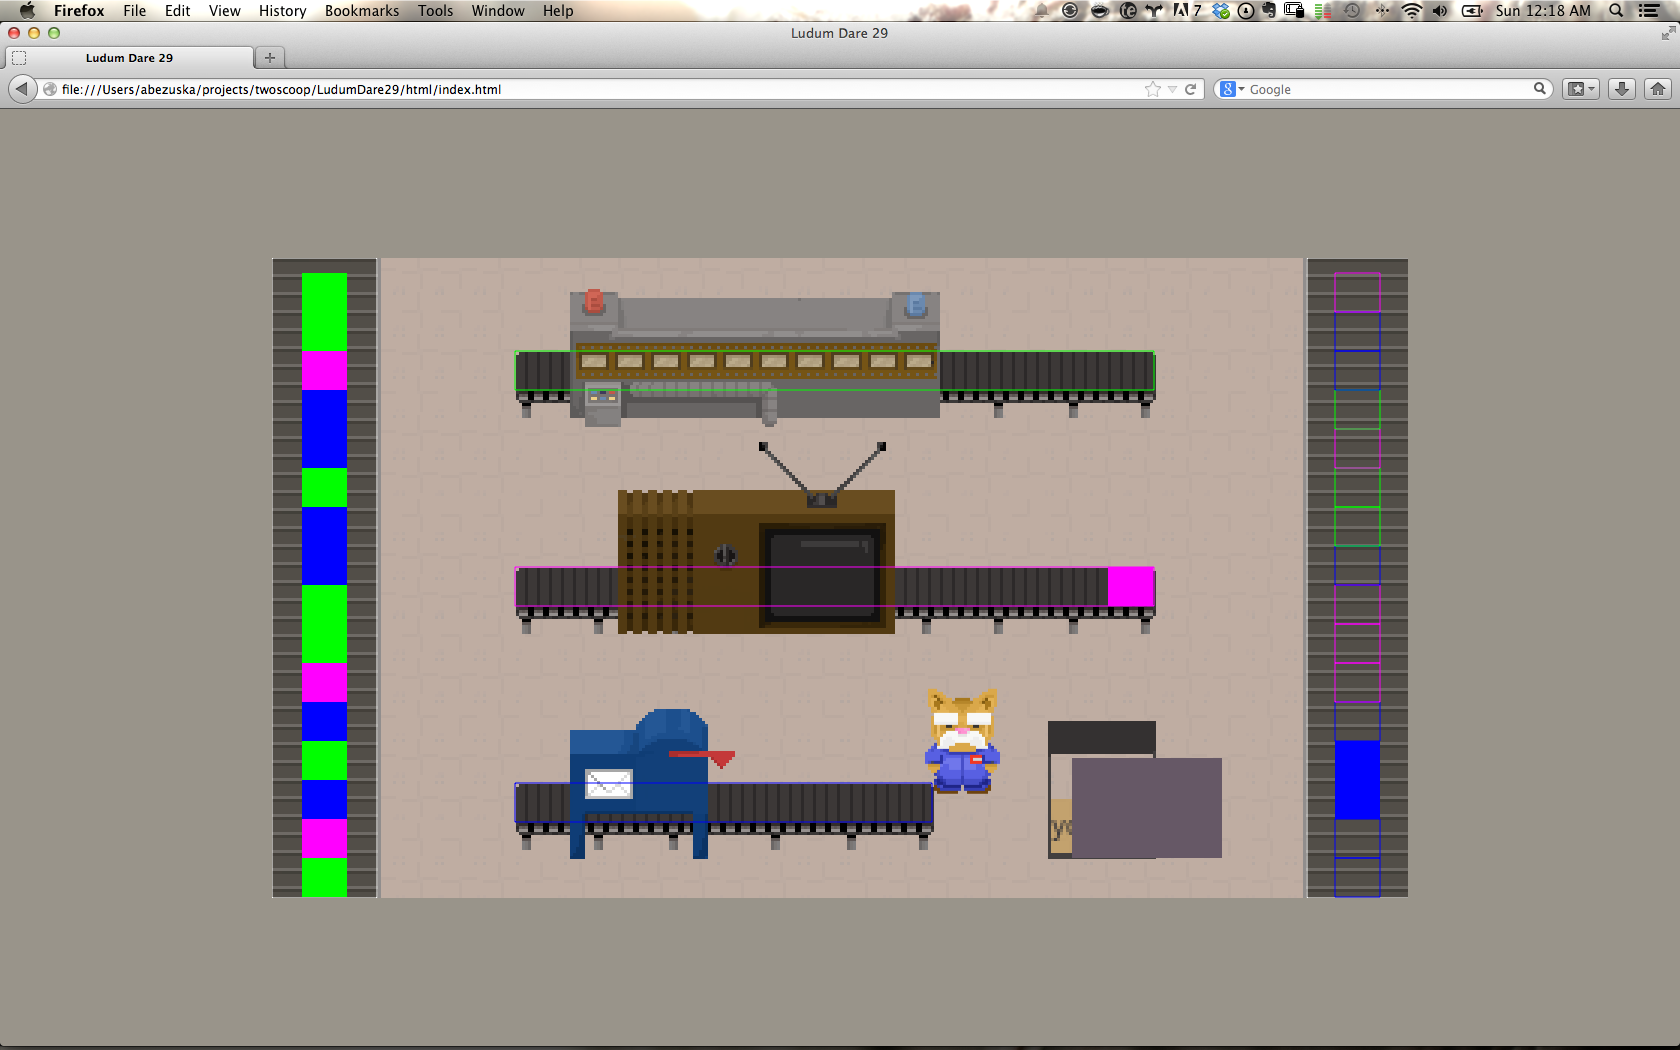 Firefox File Edit View History Bookmarks Tools Window Help 7 Sun 12:18 AM
Ludum Dare 29
Ludum Dare 29
file:///Users/abezuska/projects/twoscoop/LudumDare29/html/index.html
8 Google